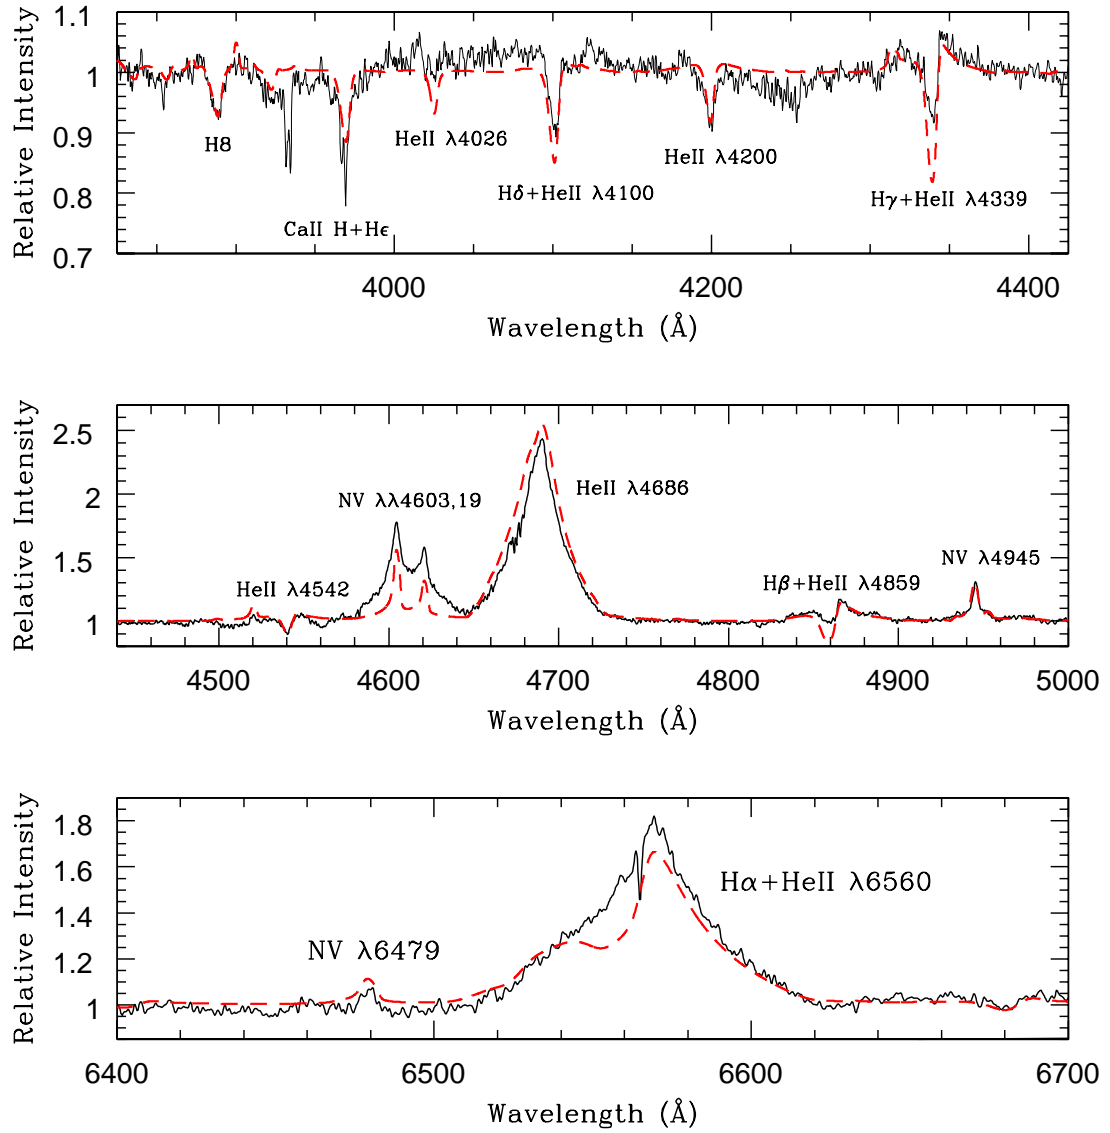 Relative Intensity
1.1
1
0.9
0.8
0.7
H8
CaII H+Hϵ
HeII λ4026
Hδ+HeII λ4100
HeII λ4200
Hγ+HeII λ4339
4000
4200
4400
Wavelength (Å)
Relative Intensity
2.5
2
1.5
1
HeII λ4542
NV λλ4603,19
HeII λ4686
Hβ+HeII λ4859
NV λ4945
4500
4600
4700
4800
4900
5000
Wavelength (Å)
Relative Intensity
1.8
1.6
1.4
1.2
1
NV λ6479
Hα+HeII λ6560
6400
6500
6600
6700
Wavelength (Å)